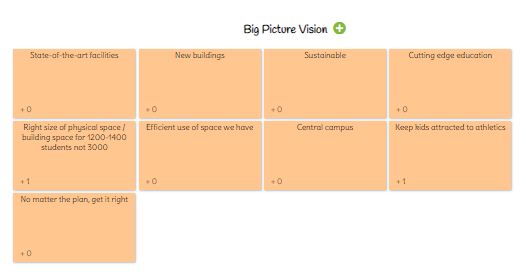 Big Picture Vision
State-of-the-art facilities
+0
New buildings
+0
Sustainable
+0
Cutting edge education
+0
Right size of physical space /
building space for 1200-1400
students not 3000
+1
Efficient use of space we have
+0
Central campus
+0
Keep kids attracted to athletics
+1
No matter the plan, get it right
+0